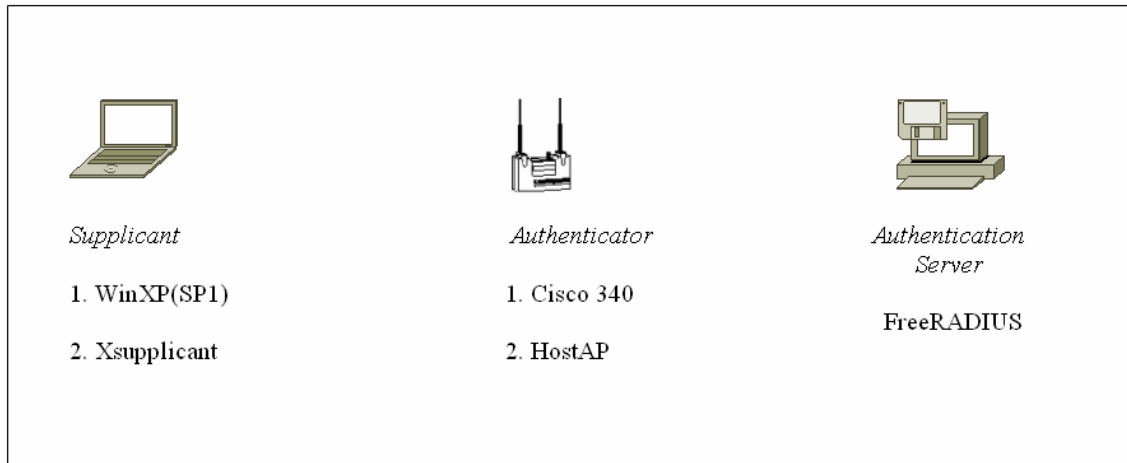 Supplicant
1. WinXP(SP1)
2. Xsupplicant
Authenticator
1. Cisco 340
2. HostAP
Authentication
Server
FreeRADIUS